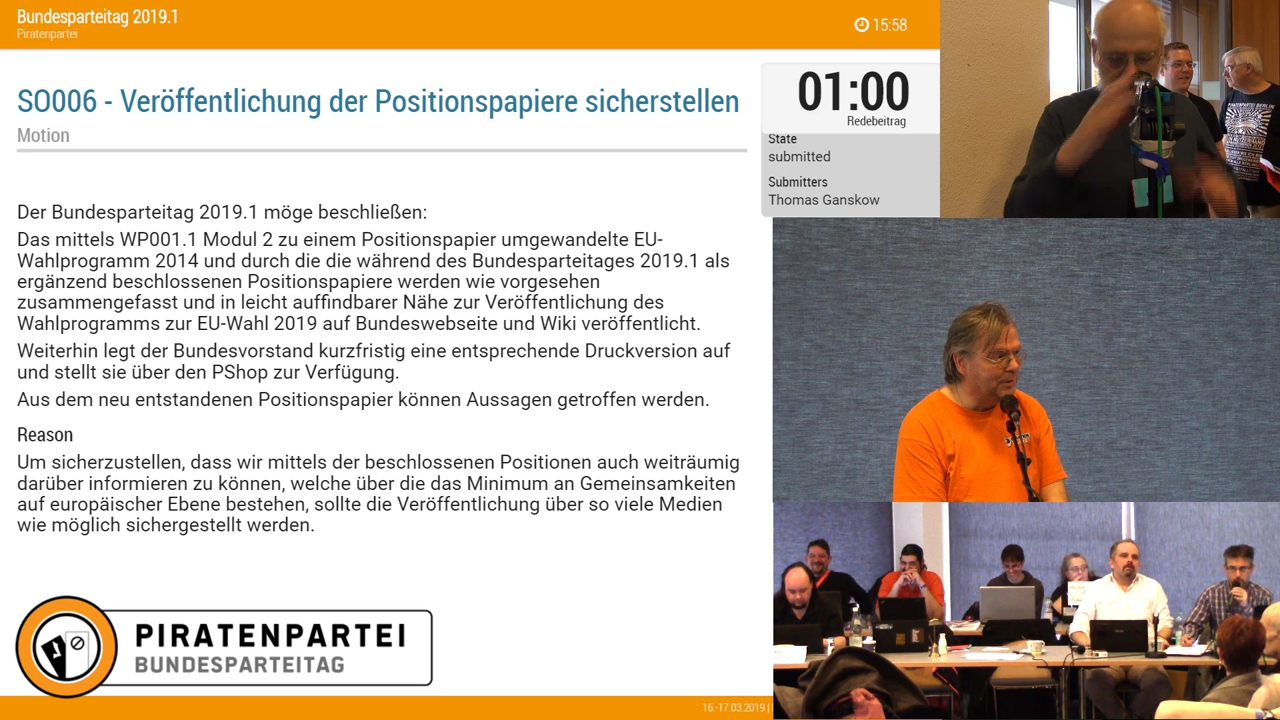 Bundesparteitag 2019.1
Piratenpartei
15:58
SO006 - Veröffentlichung der Positionspapiere sicherstellen
Motion
01:00
Redebeitrag
State
submitted
Submitters
Thomas Ganskow
Der Bundesparteitag 2019.1 möge beschließen:
Das mittels WP001.1 Modul 2 zu einem Positionspapier umgewandelte EU-
Wahlprogramm 2014 und durch die die während des Bundesparteitages 2019.1 als
ergänzend beschlossenen Positionspapiere werden wie vorgesehen
zusammengefasst und in leicht auffindbarer Nähe zur Veröffentlichung des
Wahlprogramms zur EU-Wahl 2019 auf Bundeswebseite und Wiki veröffentlicht.
Weiterhin legt der Bundesvorstand kurzfristig eine entsprechende Druckversion auf
und stellt sie über den PShop zur Verfügung.
Aus dem neu entstandenen Positionspapier können Aussagen getroffen werden.
Reason
Um sicherzustellen, dass wir mittels der beschlossenen Positionen auch weiträumig
darüber informieren zu können, welche über die das Minimum an Gemeinsamkeiten
auf europäischer Ebene bestehen, sollte die Veröffentlichung über so viele Medien
wie möglich sichergestellt werden.
PIRATENPARTEI
BUNDESPARTEITAG
16.-17.03.2019 |
PIRATENPARTEI BERLIN